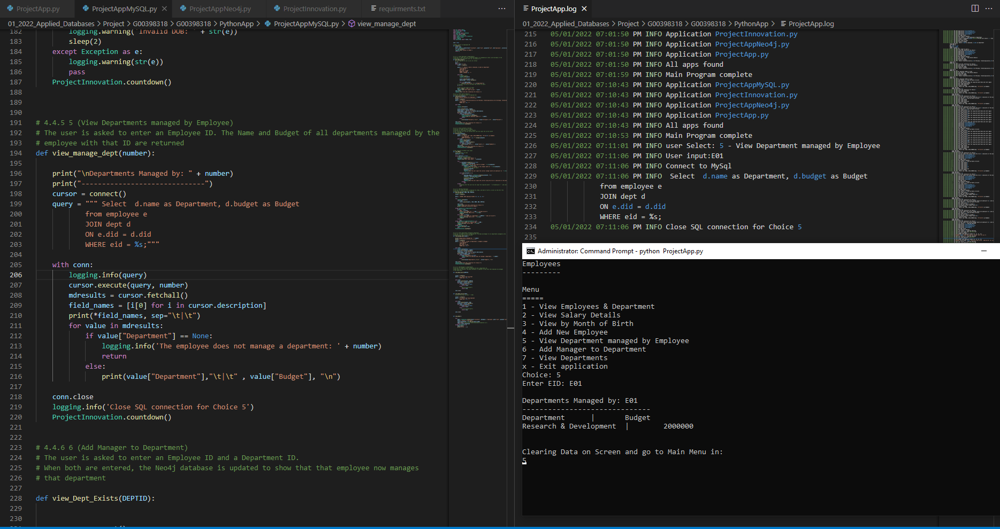 ProjectApp.py
ProjectAppMySQL.py
ProjectAppNeo4j.py
ProjectInnovation.py
requirments.txt
01_2022_Applied_Databases > Project > G00398318 > G00398318 > PythonApp > ProjectAppMySQL.py > view_manage_dept
182 logging.warning('Invalid DOB: ' + str(e))
183 sleep(2)
184 except Exception as e:
185 logging.warning(str(e))
186 pass
187 ProjectInnovation.countdown()
188
189
190
191 # 4.4.5 5 (View Departments managed by Employee)
192 # The user is asked to enter an Employee ID. The Name and Budget of all departments managed by the
193 # employee with that ID are returned
194 def view_manage_dept(number):
195
196 print("\nDepartments Managed by: " + number)
197 print("------------------------------")
198 cursor = connect()
199 query = """ Select  d.name as Department, d.budget as Budget
200 from employee e
201 JOIN dept d
202 ON e.did = d.did
203 WHERE eid = %s;"""
204
205 with conn:
206 logging.info(query)
207 cursor.execute(query, number)
208 mdresults = cursor.fetchall()
209 field_names = [i[0] for i in cursor.description]
210 print(*field_names, sep="\t|\t")
211 for value in mdresults:
212 if value["Department"] == None:
213 logging.info('The employee does not manage a department: ' + number)
214 return
215 else:
216 print(value["Department"],"\t|\t" , value["Budget"], "\n")
217
218 conn.close
219 logging.info('Close SQL connection for Choice 5')
220 ProjectInnovation.countdown()
221
222
223 # 4.4.6 6 (Add Manager to Department)
224 # The user is asked to enter an Employee ID and a Department ID.
225 # When both are entered, the Neo4j database is updated to show that that employee now manages
226 # that department
227
228 def view_Dept_Exists(DEPTID):
229
230
ProjectApp.log
01_2022_Applied_Databases > Project > G00398318 > G00398318 > PythonApp > ProjectApp.log
215 05/01/2022 07:01:50 PM INFO Application ProjectInnovation.py
216 05/01/2022 07:01:50 PM INFO Application ProjectAppNeo4j.py
217 05/01/2022 07:01:50 PM INFO Application ProjectApp.py
218 05/01/2022 07:01:50 PM INFO All apps found
219 05/01/2022 07:01:59 PM INFO Main Program complete
220 05/01/2022 07:10:43 PM INFO Application ProjectAppMySQL.py
221 05/01/2022 07:10:43 PM INFO Application ProjectInnovation.py
222 05/01/2022 07:10:43 PM INFO Application ProjectAppNeo4j.py
223 05/01/2022 07:10:43 PM INFO Application ProjectApp.py
224 05/01/2022 07:10:43 PM INFO All apps found
225 05/01/2022 07:10:53 PM INFO Main Program complete
226 05/01/2022 07:11:01 PM INFO user Select: 5 - View Department managed by Employee
227 05/01/2022 07:11:06 PM INFO User input:E01
228 05/01/2022 07:11:06 PM INFO Connect to MySql
229 05/01/2022 07:11:06 PM INFO  Select  d.name as Department, d.budget as Budget
230 from employee e
231 JOIN dept d
232 ON e.did = d.did
233 WHERE eid = %s;
234 05/01/2022 07:11:06 PM INFO Close SQL connection for Choice 5
235
Administrator: Command Prompt - python  ProjectApp.py
Employees
---------
Menu
=====
1 - View Employees & Department
2 - View Salary Details
3 - View by Month of Birth
4 - Add New Employee
5 - View Department managed by Employee
6 - Add Manager to Department
7 - View Departments
x - Exit application
Choice: 5
Enter EID: E01
Departments Managed by: E01
------------------------------
Department | Budget
Research & Development | 2000000
Clearing Data on Screen and go to Main Menu in:
5